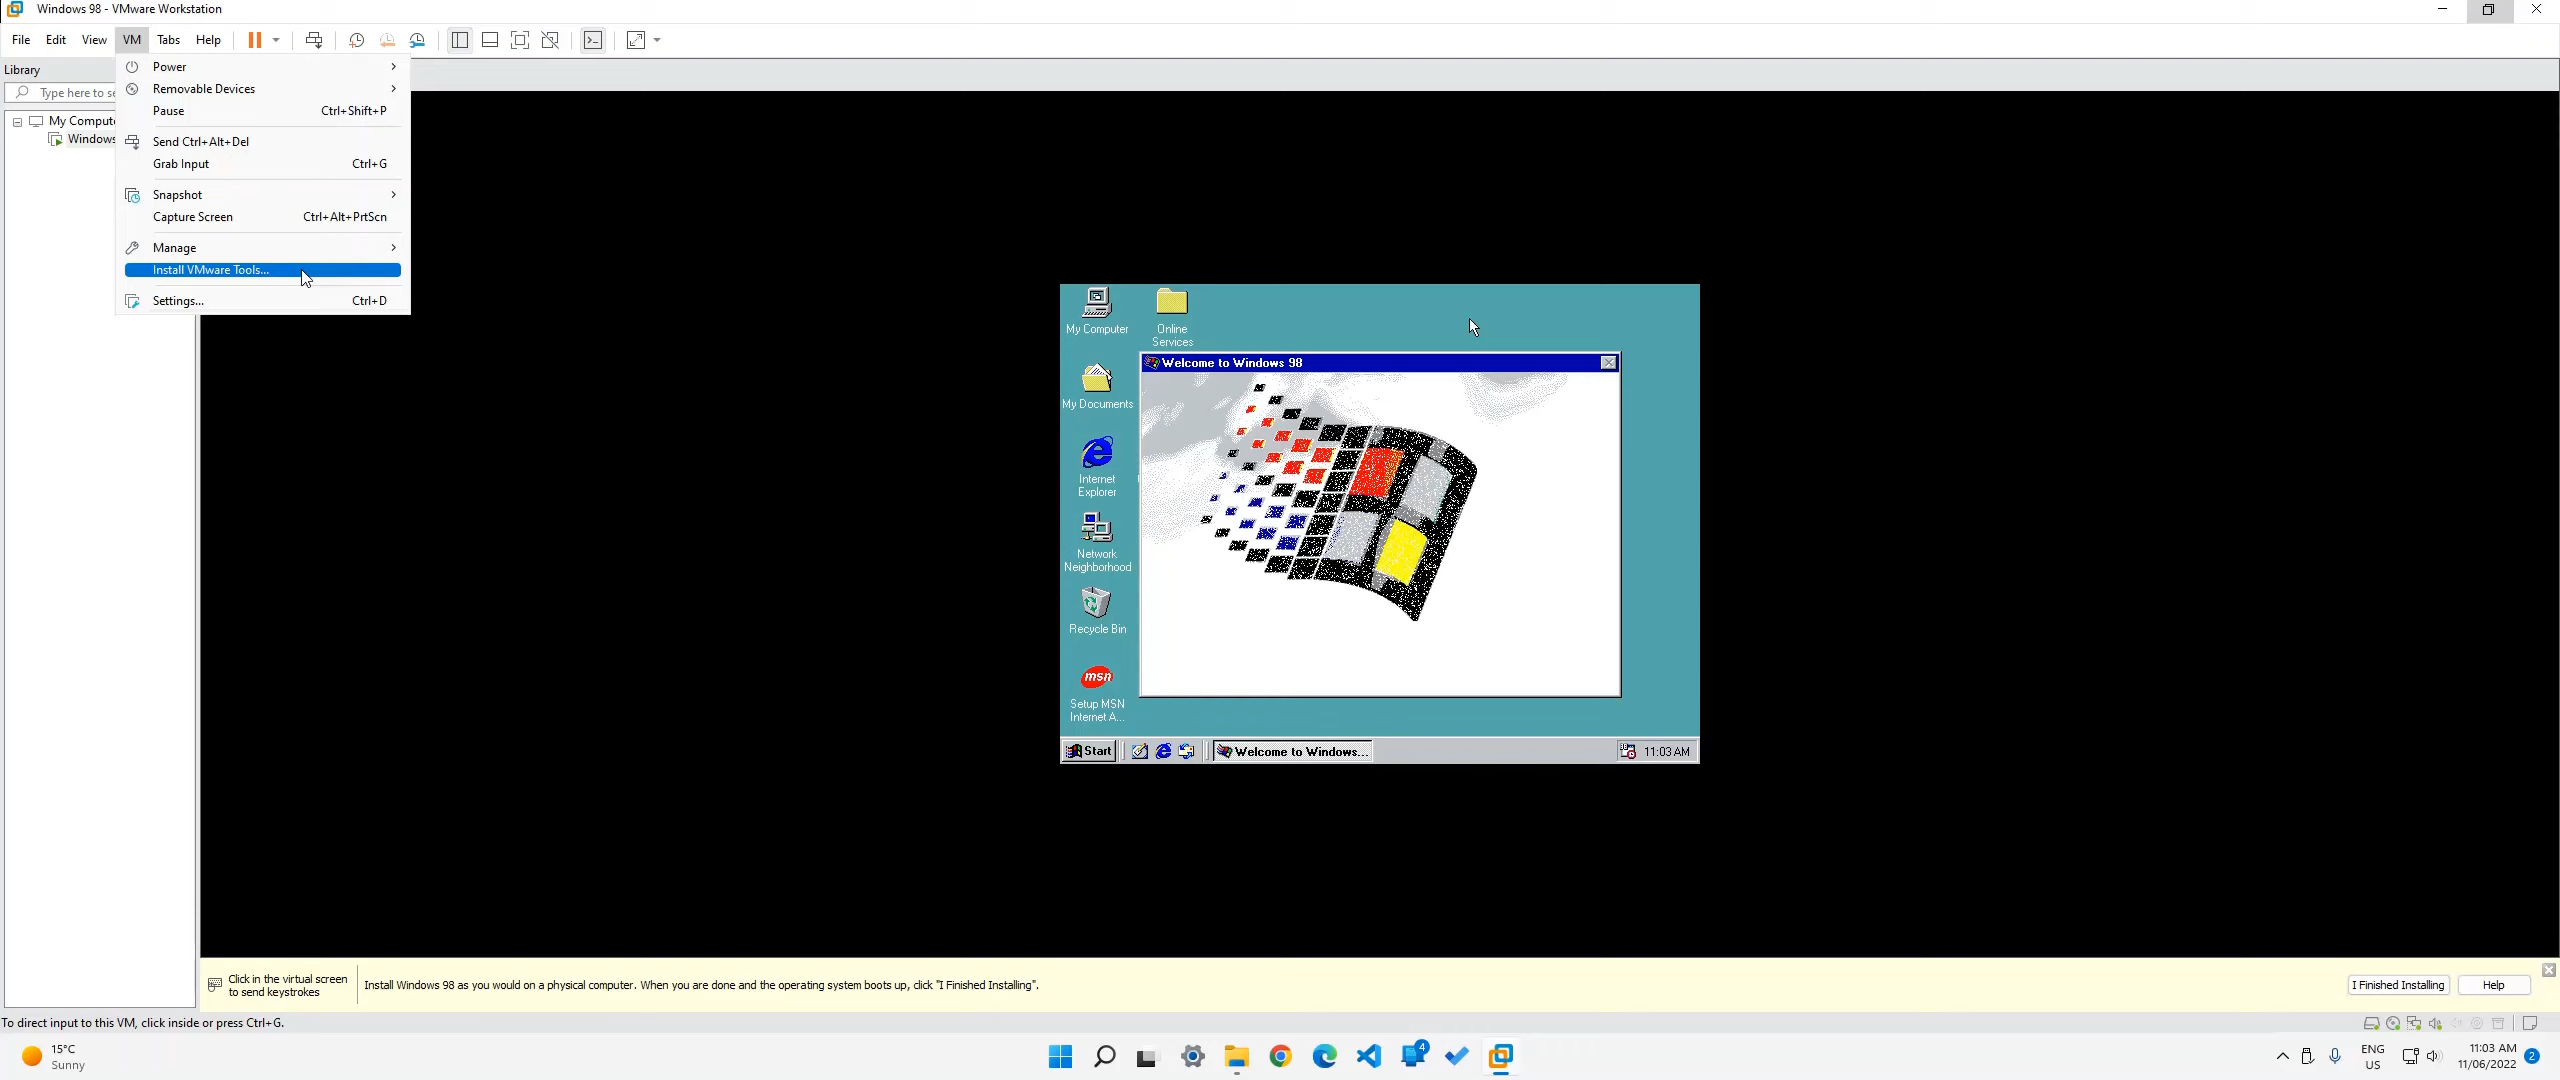 Windows 98 - VMware Workstation
File Edit View VM Tabs Help
Library
Type here to se
My Compute
Windows
Power
Removable Devices
Pause Ctrl+Shift+P
Send Ctrl+Alt+Del
Grab Input Ctrl+G
Snapshot
Capture Screen Ctrl+Alt+PrtScn
Manage
Install VMware Tools...
Settings... Ctrl+D
My Computer
Online
Services
My Documents
Internet
Explorer
Network
Neighborhood
Recycle Bin
msn
Setup MSN
Internet A...
Welcome to Windows 98
Start
Welcome to Windows...
11:03 AM
Click in the virtual screen
to send keystrokes
Install Windows 98 as you would on a physical computer. When you are done and the operating system boots up, click "I Finished Installing".
I Finished Installing
Help
To direct input to this VM, click inside or press Ctrl+G.
15°C
Sunny
4
ENG
US
11:03 AM
11/06/2022
2